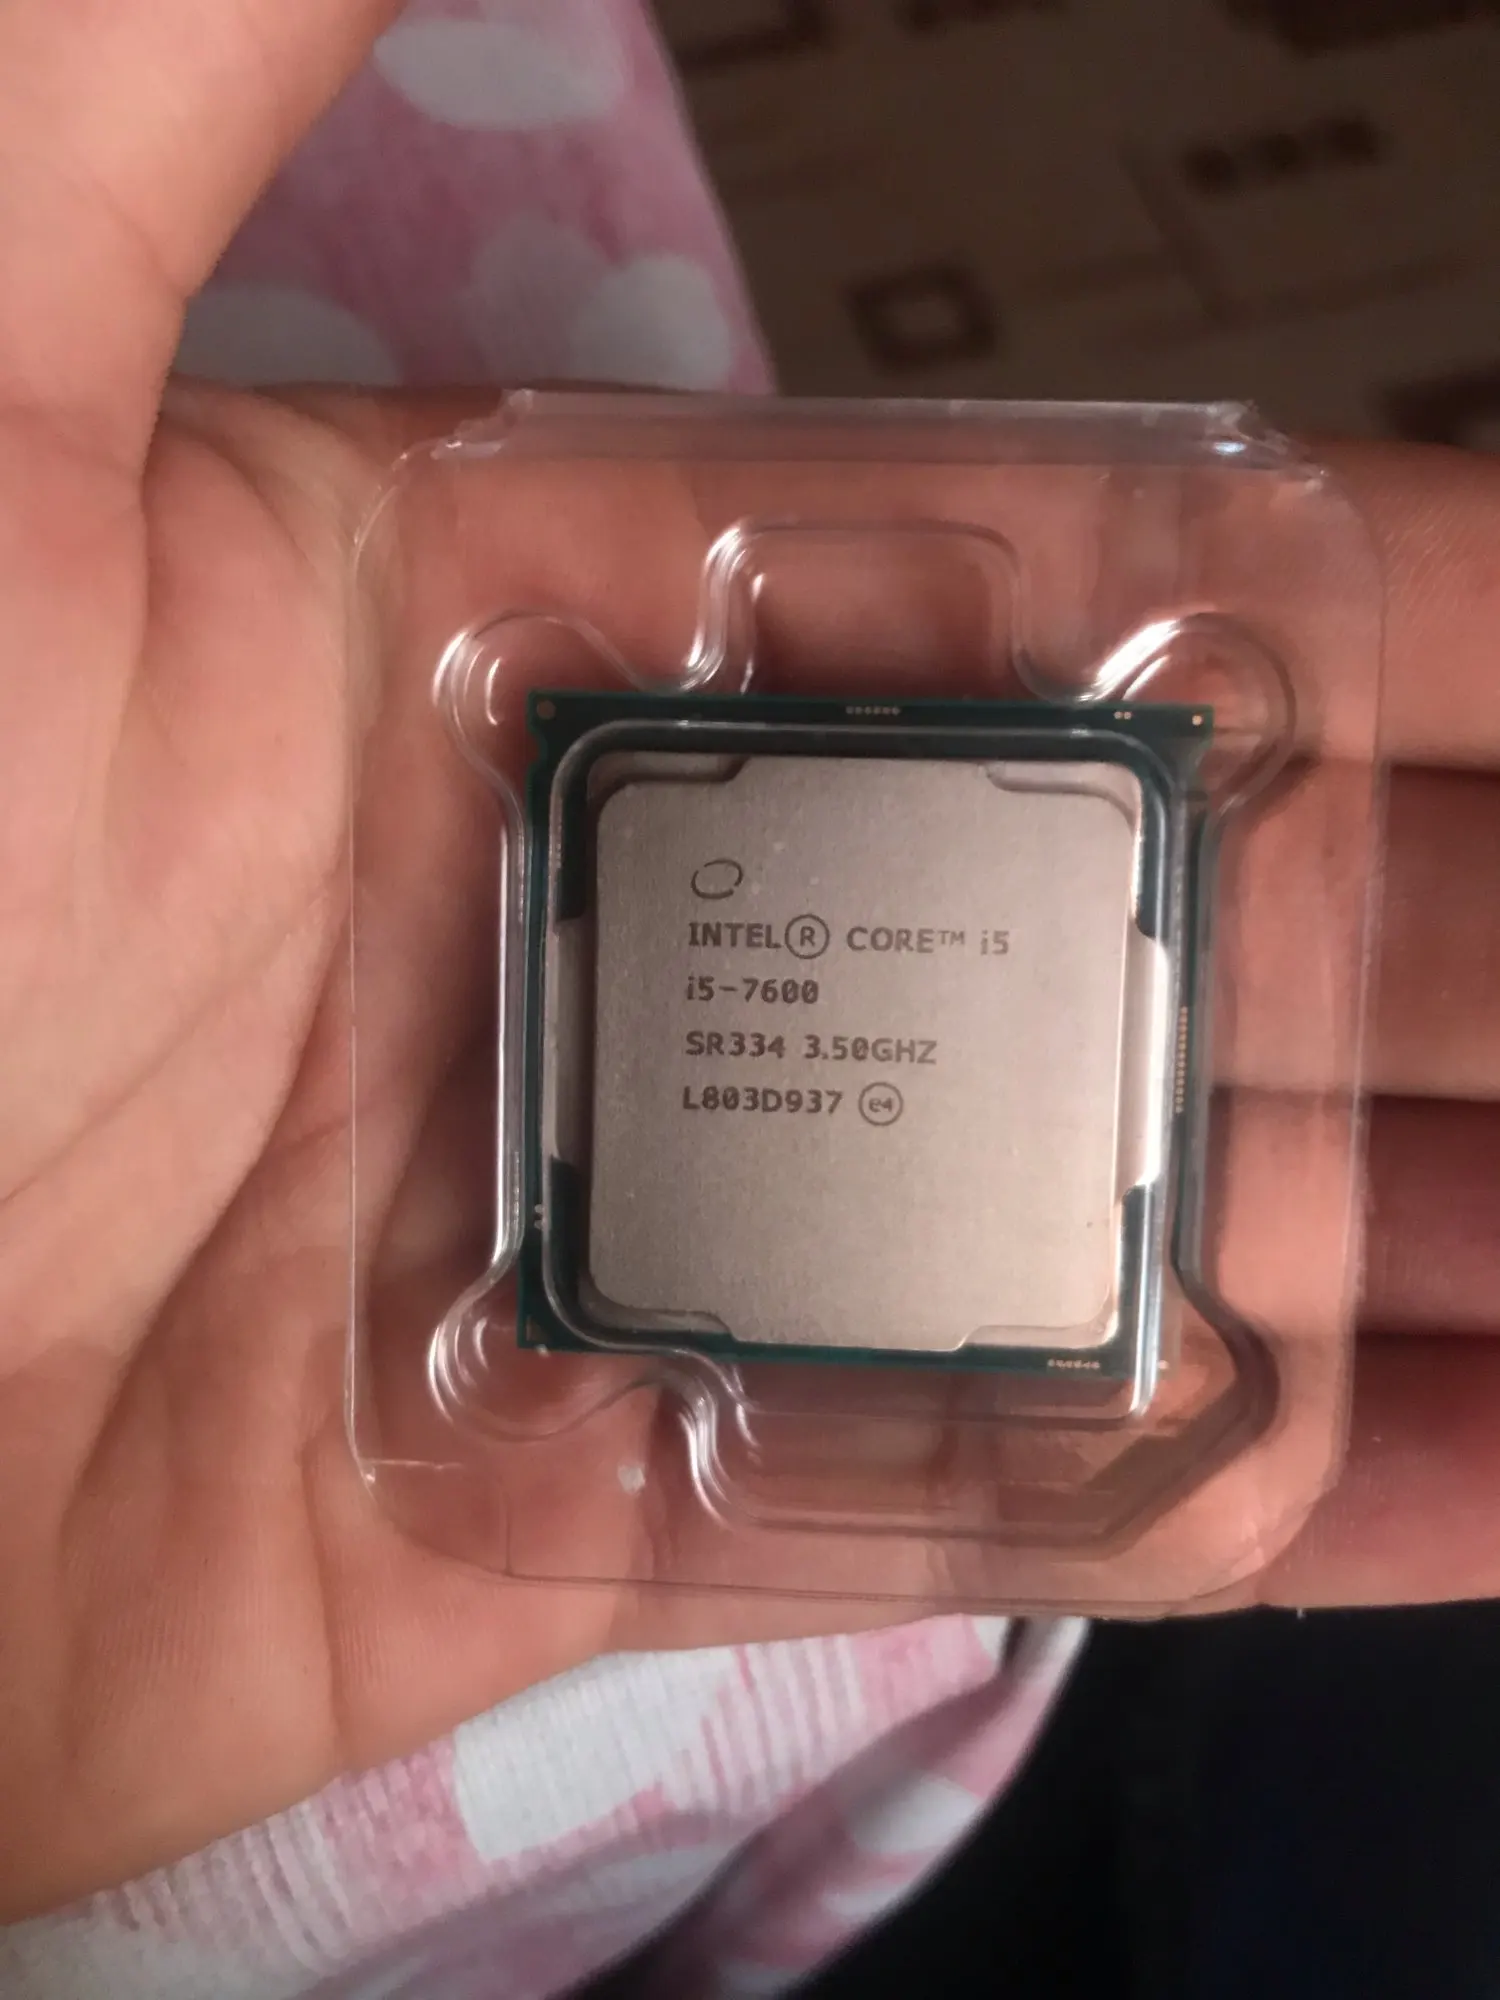 INTEL® CORE™ i5
i5-7600
SR334 3.50GHZ
L803D937 e4